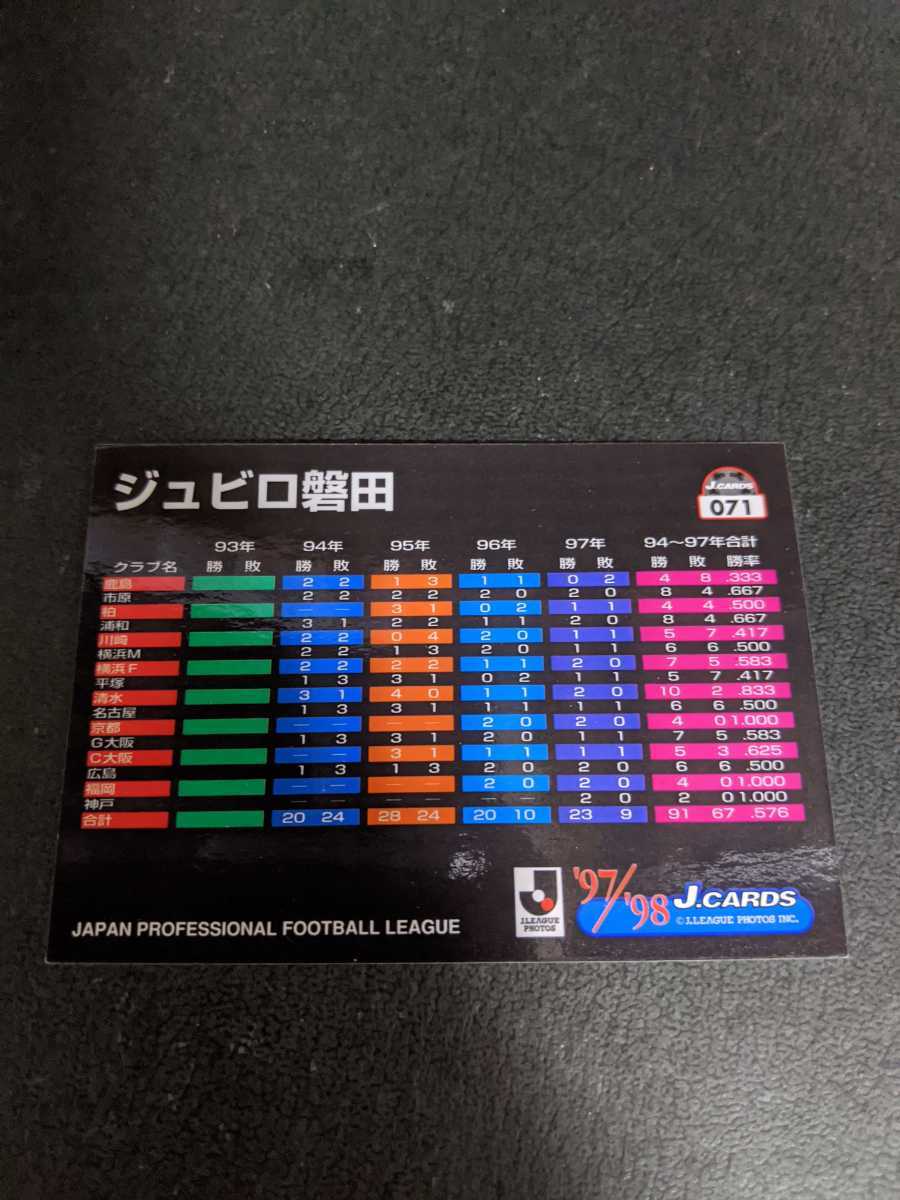 ジュビロ磐田
J.CARDS
071
93年 94年 95年 96年 97年 94～97年合計
クラブ名 勝 敗 勝 敗 勝 敗 勝 敗 勝 敗 勝 敗 勝率
鹿島 2 2 1 3 1 1 0 2 4 8 .333
市原 2 2 2 2 2 0 2 0 8 4 .667
柏 — — 3 1 0 2 1 1 4 4 .500
浦和 3 1 2 2 1 1 2 0 8 4 .667
川崎 2 2 0 4 2 0 1 1 5 7 .417
横浜M 2 2 1 3 2 0 1 1 6 6 .500
横浜F 2 2 2 2 1 1 2 0 7 5 .583
平塚 1 3 3 1 0 2 1 1 5 7 .417
清水 3 1 4 0 1 1 2 0 10 2 .833
名古屋 1 3 3 1 1 1 1 1 6 6 .500
京都 — — — — 2 0 2 0 4 0 1.000
G大阪 1 3 3 1 2 0 1 1 7 5 .583
C大阪 — — 3 1 1 1 1 1 5 3 .625
広島 1 3 1 3 2 0 2 0 6 6 .500
福岡 — — — — 2 0 2 0 4 0 1.000
神戸 — — — — — — 2 0 2 0 1.000
合計 20 24 28 24 20 10 23 9 91 67 .576
JAPAN PROFESSIONAL FOOTBALL LEAGUE
J.LEAGUE
PHOTOS
'97/'98 J.CARDS
©J.LEAGUE PHOTOS INC.